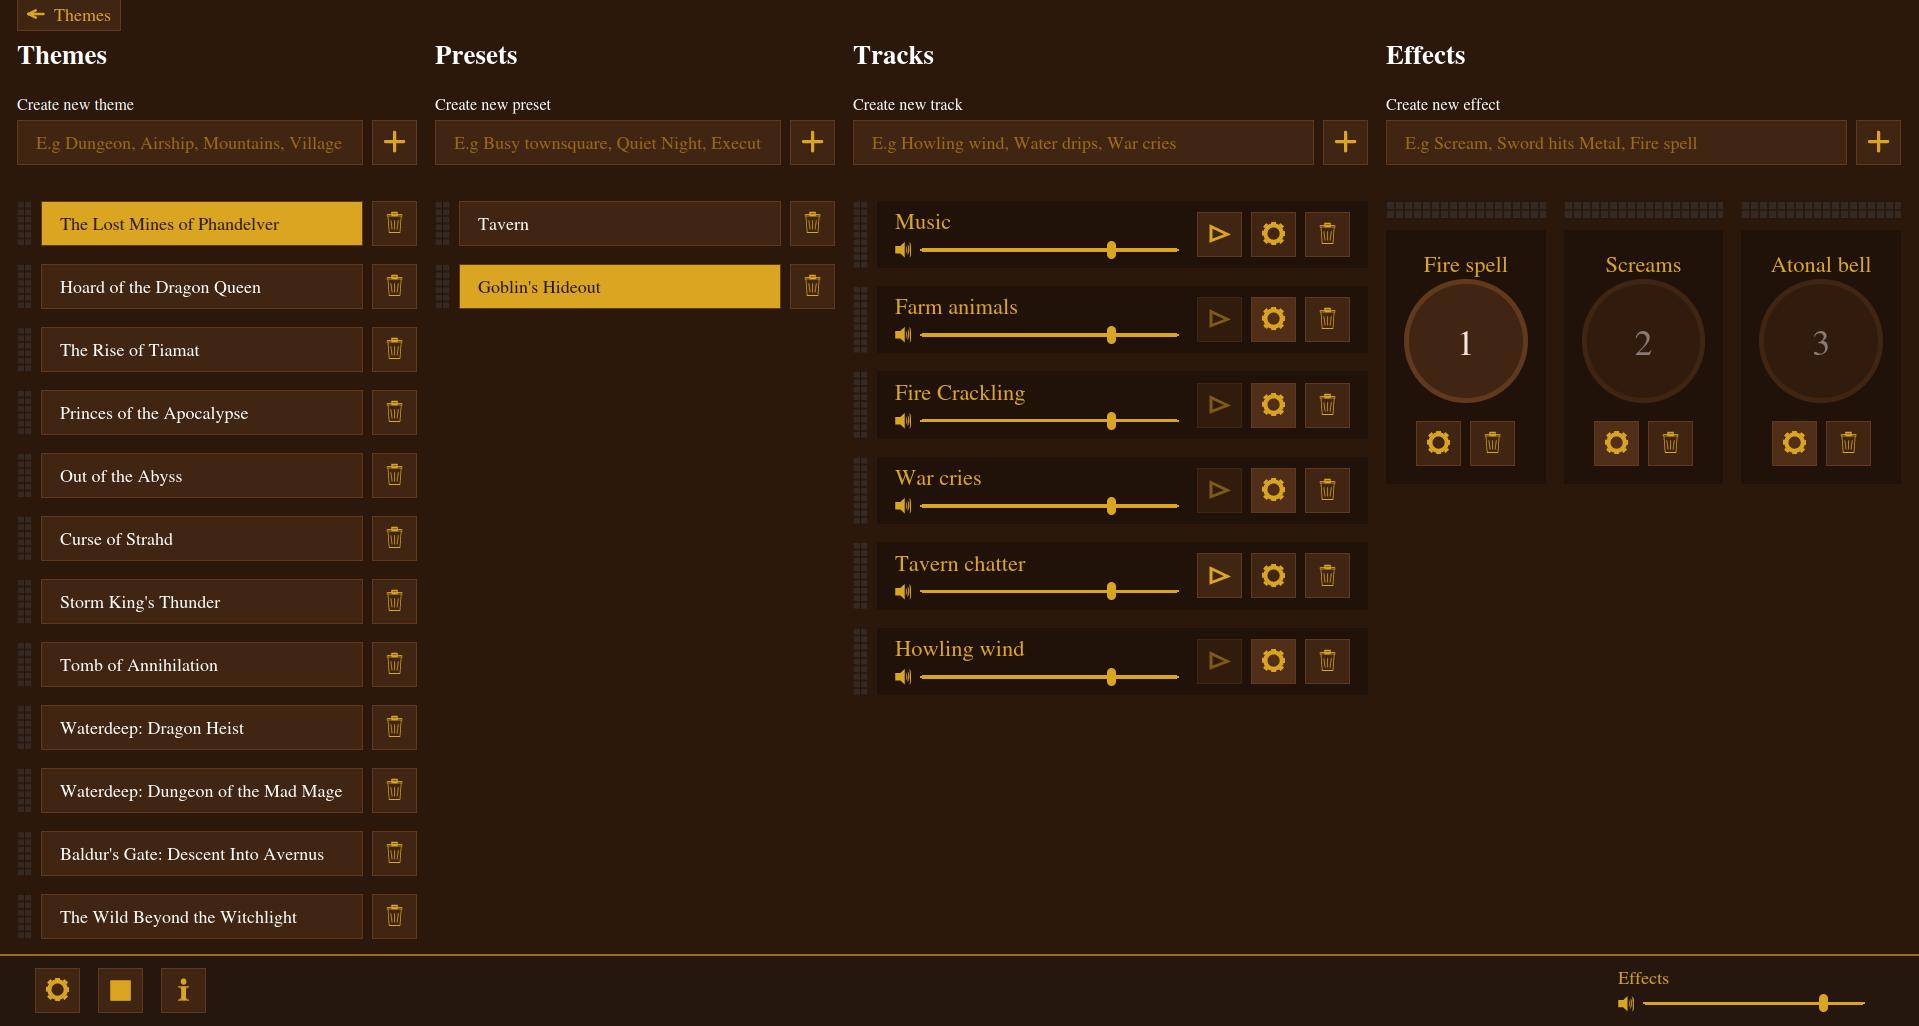 Themes
Themes
Create new theme
E.g Dungeon, Airship, Mountains, Village
The Lost Mines of Phandelver
Hoard of the Dragon Queen
The Rise of Tiamat
Princes of the Apocalypse
Out of the Abyss
Curse of Strahd
Storm King's Thunder
Tomb of Annihilation
Waterdeep: Dragon Heist
Waterdeep: Dungeon of the Mad Mage
Baldur's Gate: Descent Into Avernus
The Wild Beyond the Witchlight
Presets
Create new preset
E.g Busy townsquare, Quiet Night, Execut
Tavern
Goblin's Hideout
Tracks
Create new track
E.g Howling wind, Water drips, War cries
Music
Farm animals
Fire Crackling
War cries
Tavern chatter
Howling wind
Effects
Create new effect
E.g Scream, Sword hits Metal, Fire spell
Fire spell
1
Screams
2
Atonal bell
3
Effects